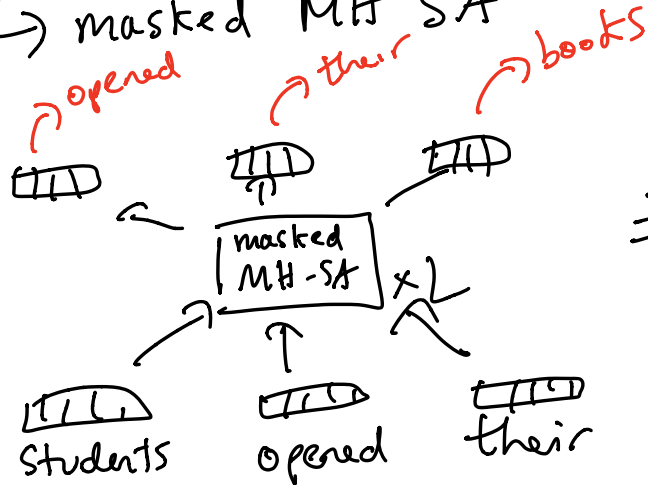 → masked MH SA
opened their books
masked
MH-SA
×L
students opened their